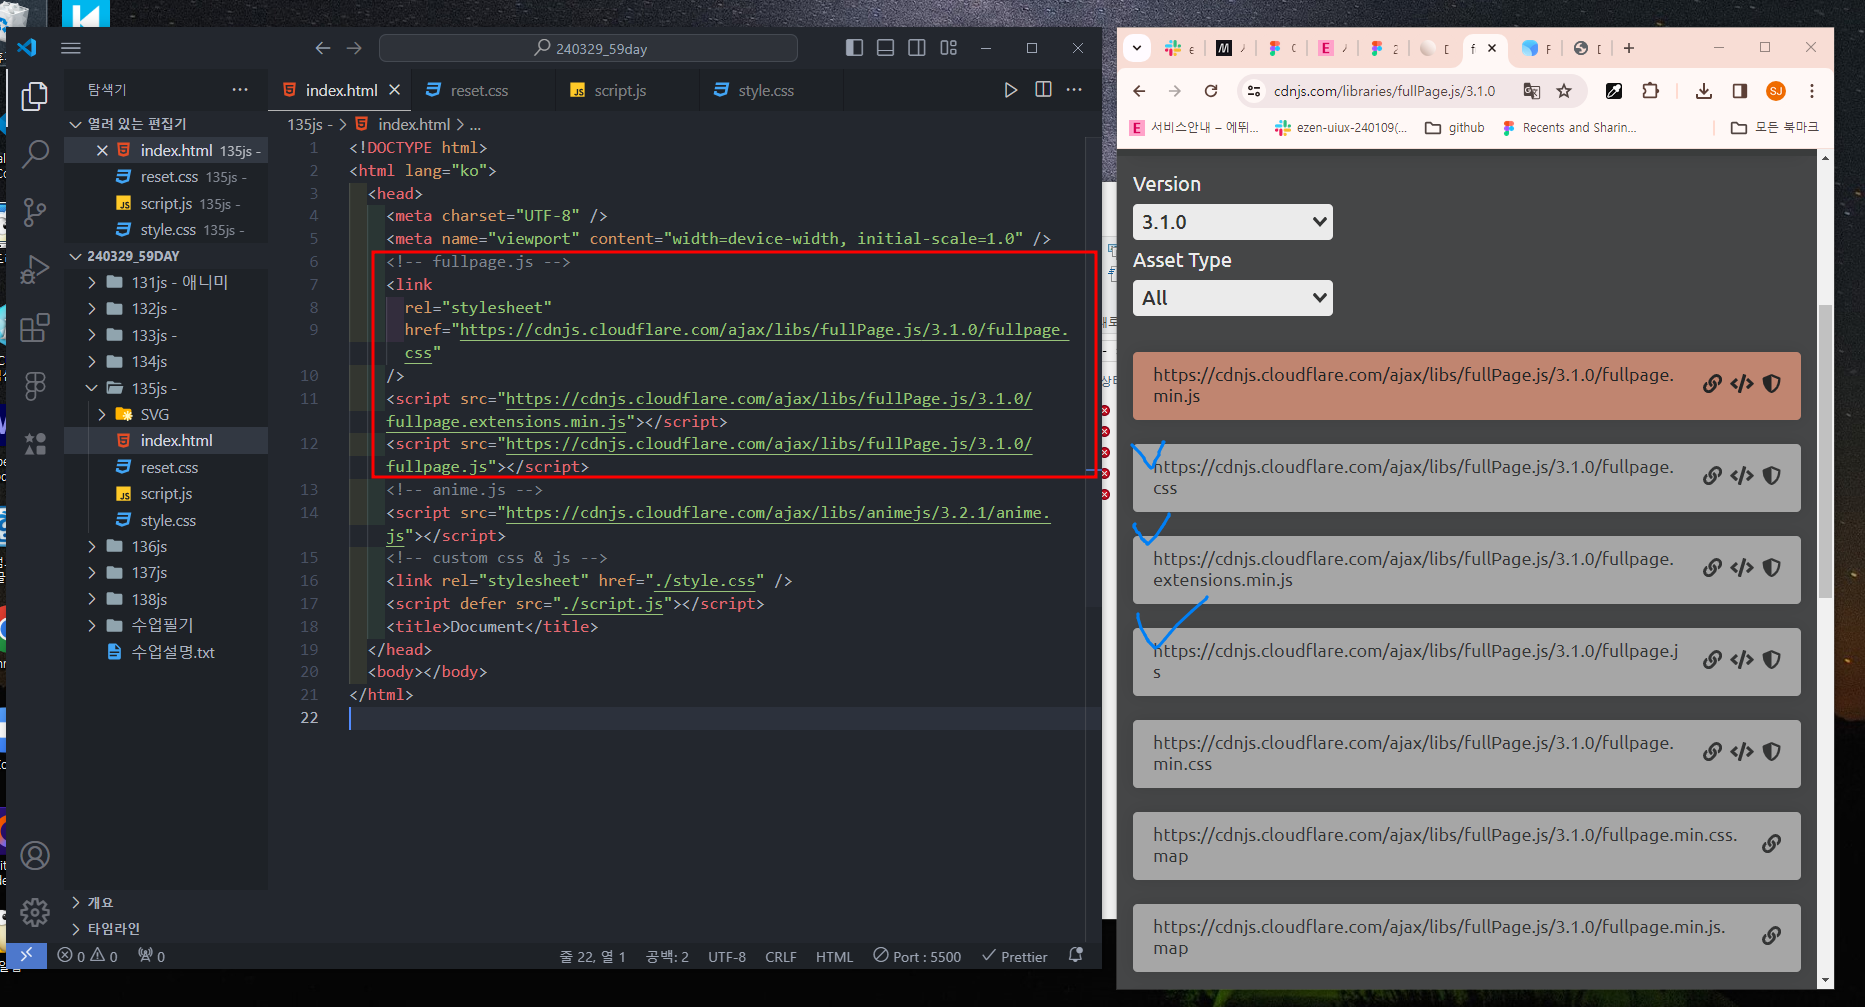 240329_59day
탐색기
index.html
reset.css
script.js
style.css
열려 있는 편집기
index.html 135js -
reset.css 135js -
script.js 135js -
style.css 135js -
240329_59DAY
131js - 애니미
132js -
133js -
134js
135js -
SVG
index.html
reset.css
script.js
style.css
136js
137js
138js
수업필기
수업설명.txt
개요
타임라인
135js - > index.html > ...
1 <!DOCTYPE html>
2 <html lang="ko">
3 <head>
4 <meta charset="UTF-8" />
5 <meta name="viewport" content="width=device-width, initial-scale=1.0" />
6 <!-- fullpage.js -->
7 <link
8 rel="stylesheet"
9 href="https://cdnjs.cloudflare.com/ajax/libs/fullPage.js/3.1.0/fullpage.
css"
10 />
11 <script src="https://cdnjs.cloudflare.com/ajax/libs/fullPage.js/3.1.0/
fullpage.extensions.min.js"></script>
12 <script src="https://cdnjs.cloudflare.com/ajax/libs/fullPage.js/3.1.0/
fullpage.js"></script>
13 <!-- anime.js -->
14 <script src="https://cdnjs.cloudflare.com/ajax/libs/animejs/3.2.1/anime.
js"></script>
15 <!-- custom css & js -->
16 <link rel="stylesheet" href="./style.css" />
17 <script defer src="./script.js"></script>
18 <title>Document</title>
19 </head>
20 <body></body>
21 </html>
22
0 0 0
줄 22, 열 1 공백: 2 UTF-8 CRLF HTML Port : 5500 Prettier
cdnjs.com/libraries/fullPage.js/3.1.0
SJ
서비스안내 – 에뛰... ezen-uiux-240109(... github Recents and Sharin... 모든 북마크
Version
3.1.0
Asset Type
All
https://cdnjs.cloudflare.com/ajax/libs/fullPage.js/3.1.0/fullpage.
min.js
https://cdnjs.cloudflare.com/ajax/libs/fullPage.js/3.1.0/fullpage.
css
https://cdnjs.cloudflare.com/ajax/libs/fullPage.js/3.1.0/fullpage.
extensions.min.js
https://cdnjs.cloudflare.com/ajax/libs/fullPage.js/3.1.0/fullpage.j
s
https://cdnjs.cloudflare.com/ajax/libs/fullPage.js/3.1.0/fullpage.
min.css
https://cdnjs.cloudflare.com/ajax/libs/fullPage.js/3.1.0/fullpage.min.css.
map
https://cdnjs.cloudflare.com/ajax/libs/fullPage.js/3.1.0/fullpage.min.js.
map